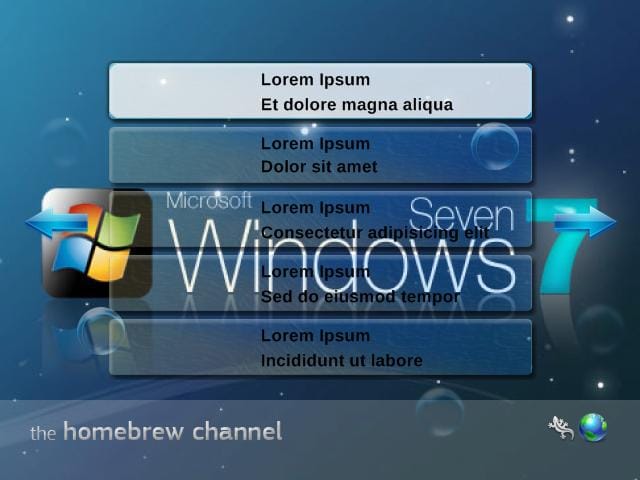 Lorem Ipsum
Et dolore magna aliqua
Lorem Ipsum
Dolor sit amet
Microsoft
Windows Seven 7
Lorem Ipsum
Consectetur adipisicing elit
Lorem Ipsum
Sed do eiusmod tempor
Lorem Ipsum
Incididunt ut labore
the homebrew channel